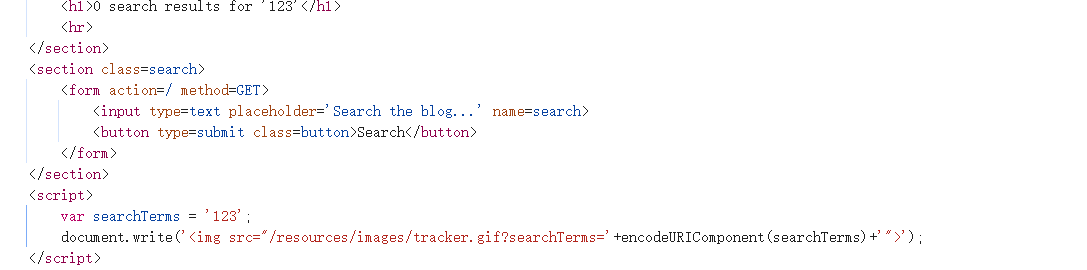 <h1>0 search results for '123'</h1>
<hr>
</section>
<section class=search>
<form action=/ method=GET>
<input type=text placeholder='Search the blog...' name=search>
<button type=submit class=button>Search</button>
</form>
</section>
<script>
var searchTerms = '123';
document.write('<img src="/resources/images/tracker.gif?searchTerms='+encodeURIComponent(searchTerms)+'">');
</script>